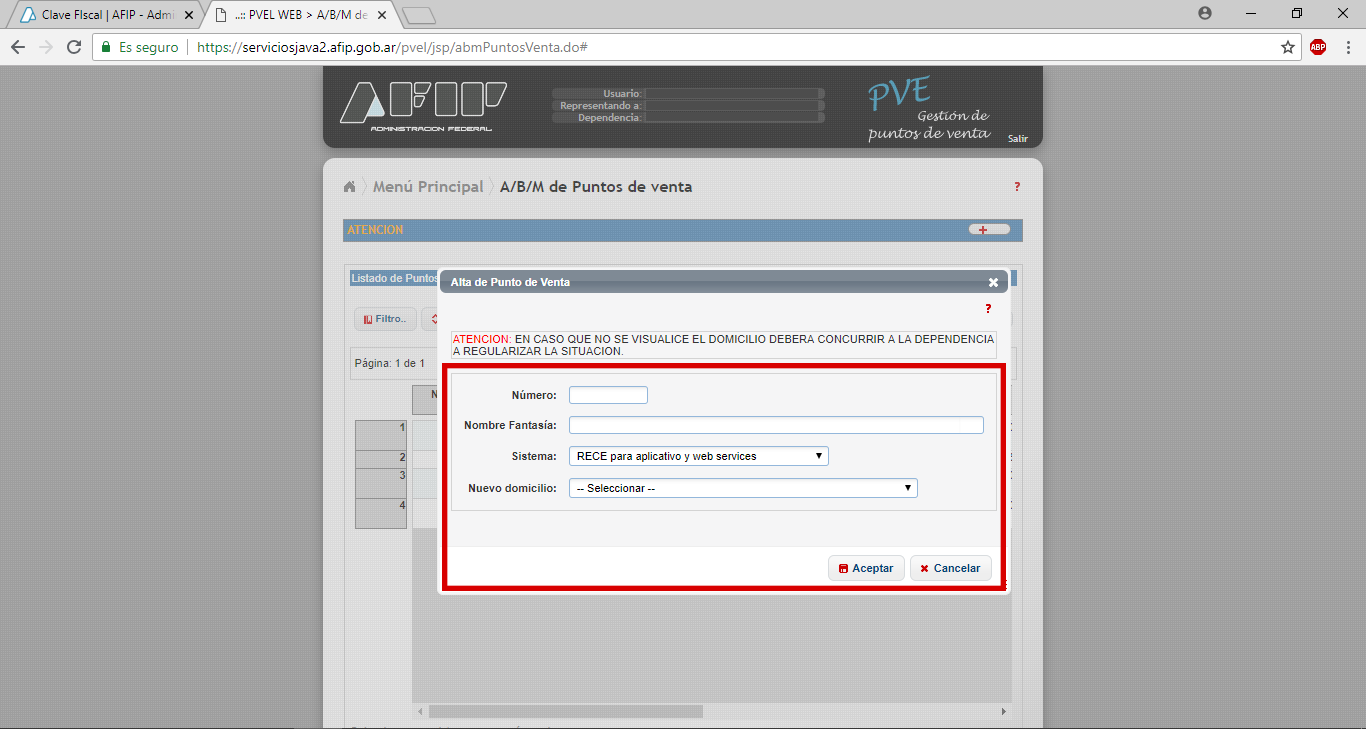 Clave FIscal | AFIP - Admi
..:: PVEL WEB > A/B/M de
Es seguro
https://serviciosjava2.afip.gob.ar/pvel/jsp/abmPuntosVenta.do#
ABP
AFIP
ADMINISTRACION FEDERAL
Usuario:
Representando a:
Dependencia:
PVE
Gestión de
puntos de venta
Salir
Menú Principal
A/B/M de Puntos de venta
?
ATENCION
Listado de Puntos
Alta de Punto de Venta
?
Filtro..
ATENCION: EN CASO QUE NO SE VISUALICE EL DOMICILIO DEBERA CONCURRIR A LA DEPENDENCIA
A REGULARIZAR LA SITUACION.
Página: 1 de 1
N
1
2
3
4
Número:
Nombre Fantasía:
Sistema:
RECE para aplicativo y web services
Nuevo domicilio:
-- Seleccionar --
Aceptar
Cancelar